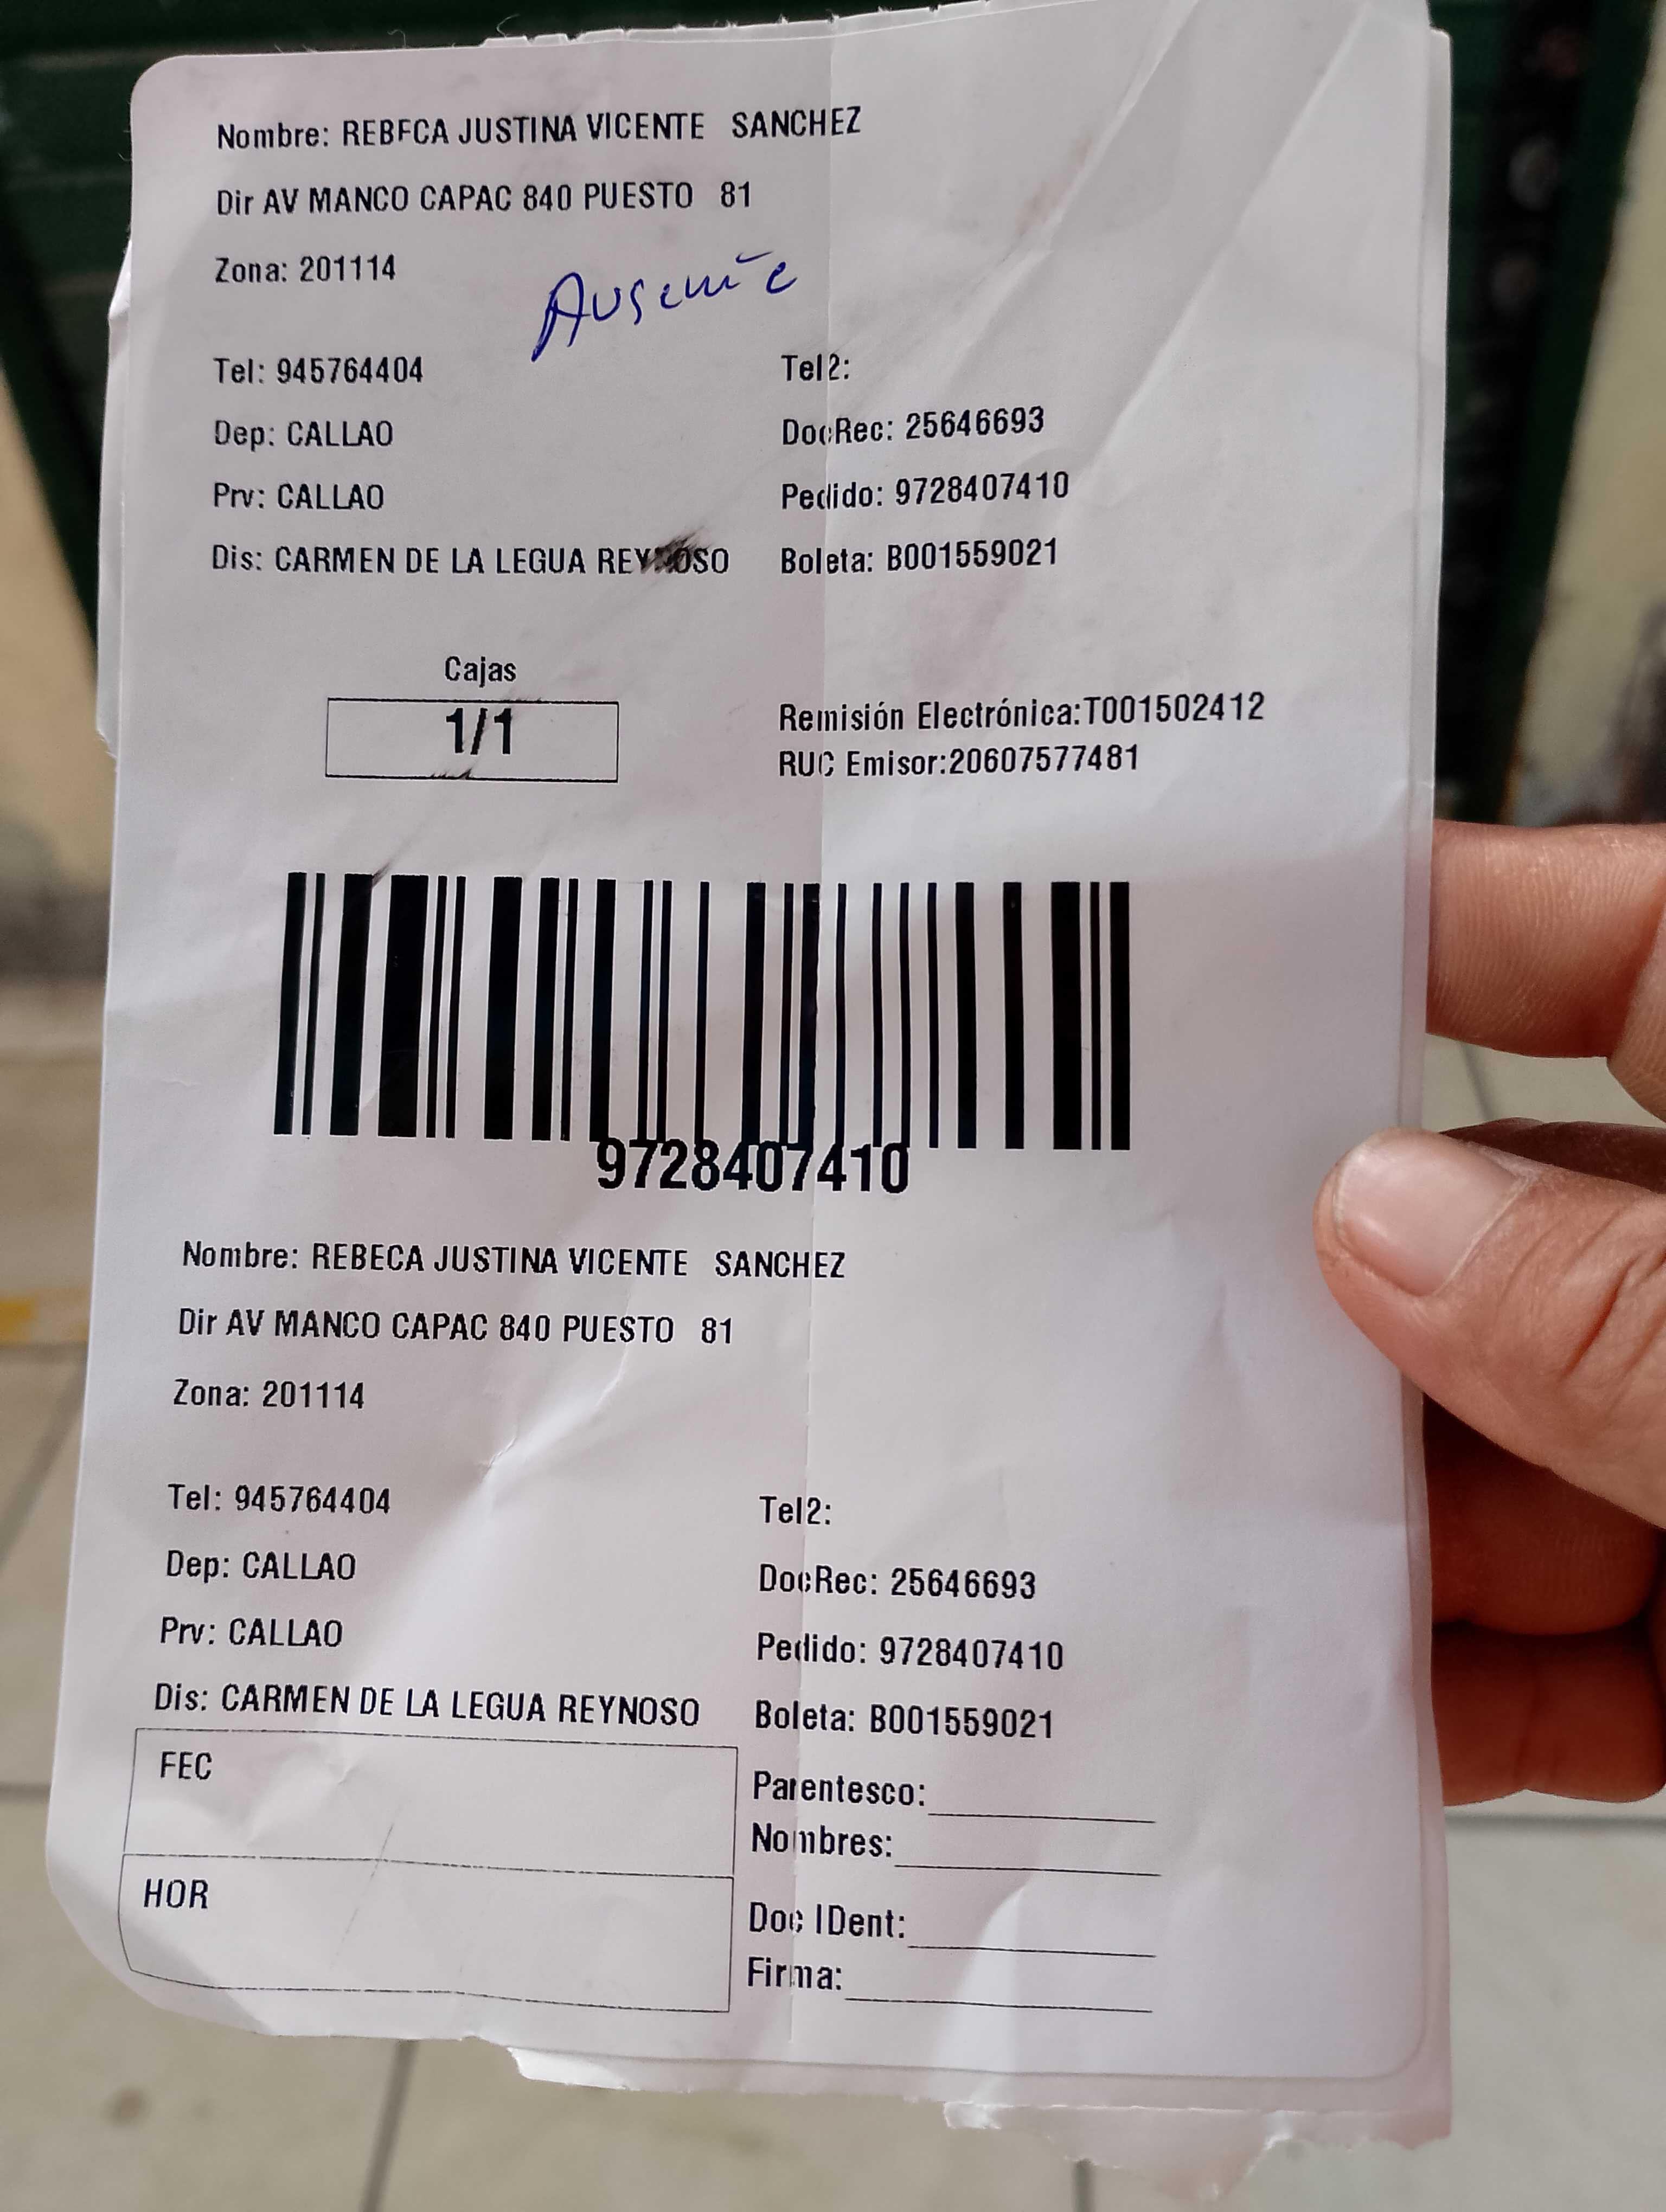 Nombre: REBECA JUSTINA VICENTE SANCHEZ
Dir AV MANCO CAPAC 840 PUESTO 81
Zona: 201114
Ausente
Tel: 945764404 Tel2:
Dep: CALLAO DocRec: 25646693
Prv: CALLAO Pedido: 9728407410
Dis: CARMEN DE LA LEGUA REYNOSO Boleta: B001559021
Cajas
1/1
Remisión Electrónica:T001502412
RUC Emisor:20607577481
9728407410
Nombre: REBECA JUSTINA VICENTE SANCHEZ
Dir AV MANCO CAPAC 840 PUESTO 81
Zona: 201114
Tel: 945764404 Tel2:
Dep: CALLAO DocRec: 25646693
Prv: CALLAO Pedido: 9728407410
Dis: CARMEN DE LA LEGUA REYNOSO Boleta: B001559021
FEC
HOR
Parentesco:
Nombres:
Doc IDent:
Firma: